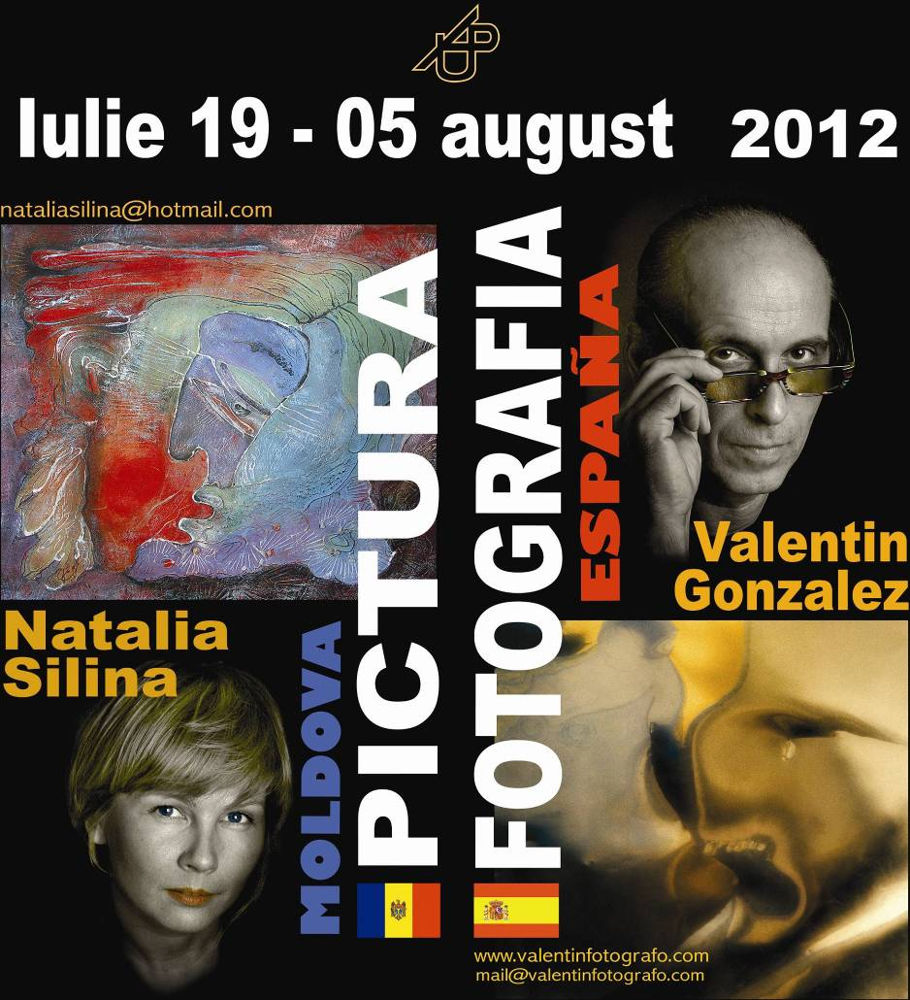 Iulie 19 - 05 august 2012
nataliasilina@hotmail.com
PICTURA
FOTOGRAFIA
ESPAÑA
Valentin
Gonzalez
Natalia
Silina
MOLDOVA
www.valentinfotografo.com
mail@valentinfotografo.com